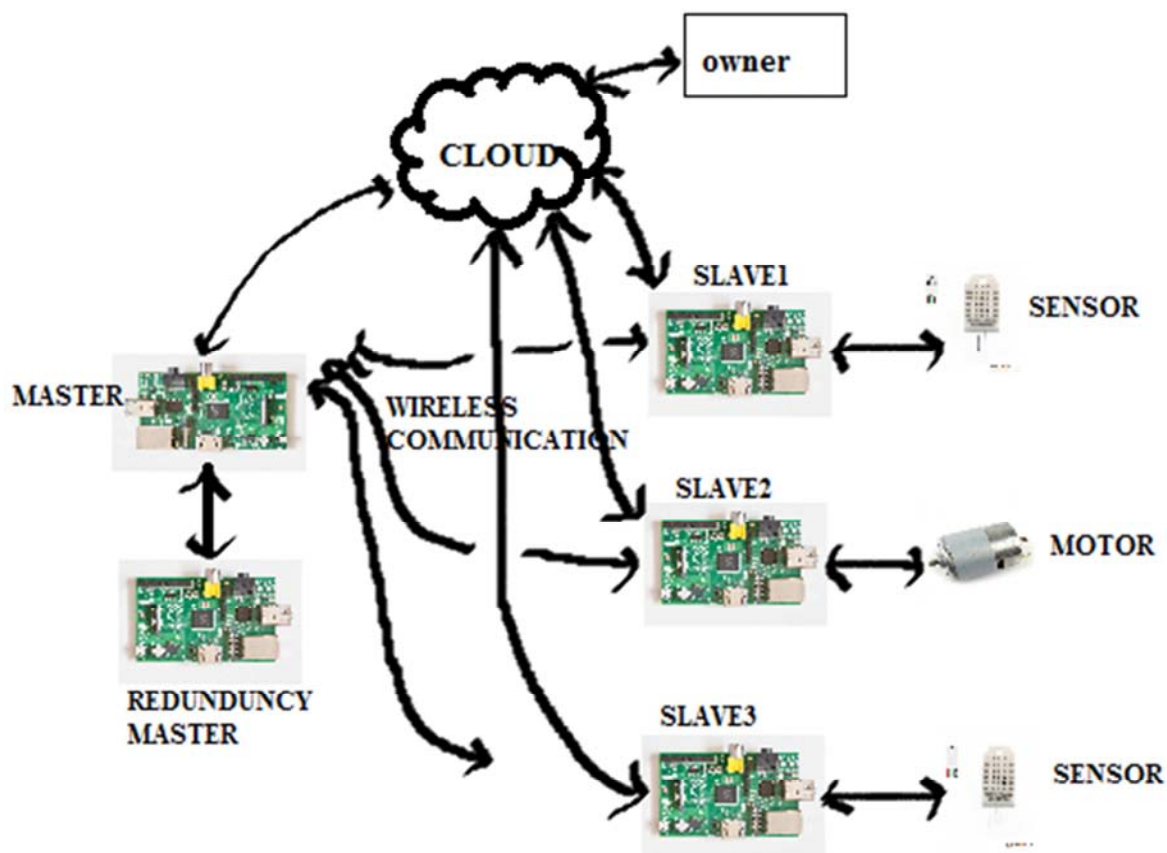 owner
CLOUD
SLAVE1
SENSOR
MASTER
WIRELESS
COMMUNICATION
SLAVE2
MOTOR
REDUNDUNCY
MASTER
SLAVE3
SENSOR